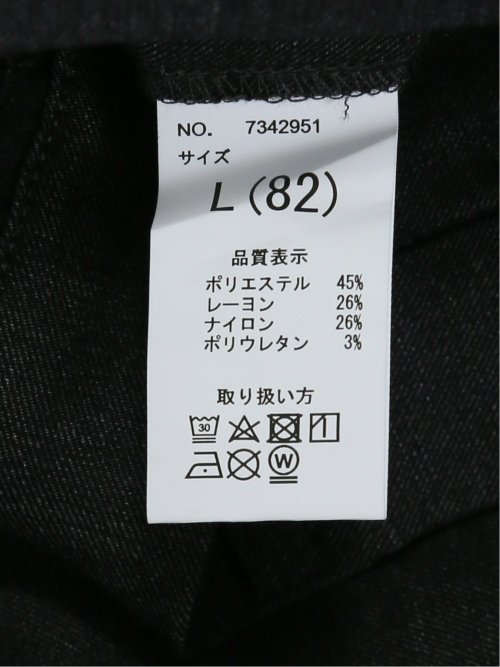 NO. 7342951
サイズ
L (82)
品質表示
ポリエステル 45%
レーヨン 26%
ナイロン 26%
ポリウレタン 3%
取り扱い方
30
W